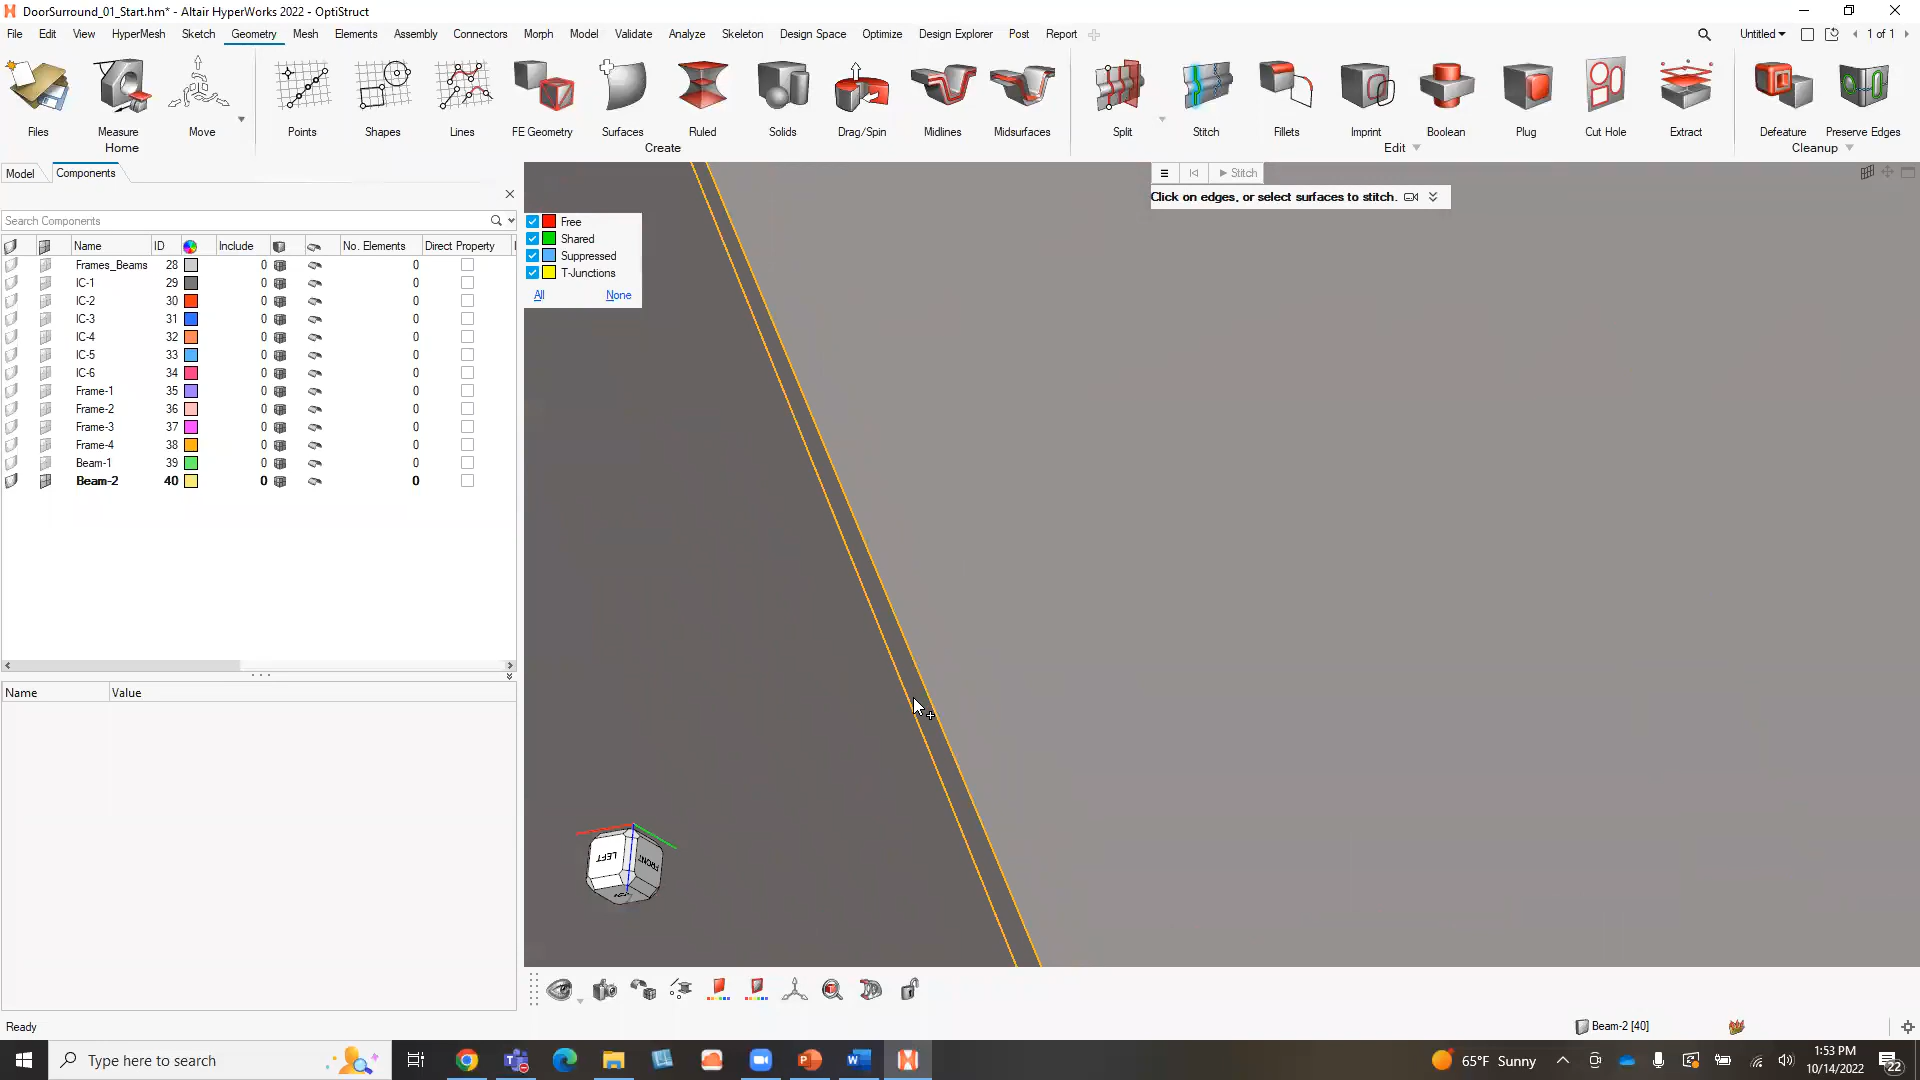 DoorSurround_01_Start.hm* - Altair HyperWorks 2022 - OptiStruct
File Edit View HyperMesh Sketch Geometry Mesh Elements Assembly Connectors Morph Model Validate Analyze Skeleton Design Space Optimize Design Explorer Post Report Untitled 1 of 1
Files Measure Move Points Shapes Lines FE Geometry Surfaces Ruled Solids Drag/Spin Midlines Midsurfaces Split Stitch Fillets Imprint Boolean Plug Cut Hole Extract Defeature Preserve Edges
Home Create Edit Cleanup
Model Components
Stitch
Click on edges, or select surfaces to stitch.
Search Components
Free
Shared
Suppressed
T-Junctions
All None
Name ID Include No. Elements Direct Property
Frames_Beams 28 0 0
IC-1 29 0 0
IC-2 30 0 0
IC-3 31 0 0
IC-4 32 0 0
IC-5 33 0 0
IC-6 34 0 0
Frame-1 35 0 0
Frame-2 36 0 0
Frame-3 37 0 0
Frame-4 38 0 0
Beam-1 39 0 0
Beam-2 40 0 0
Name Value
LEFT FRONT
Ready
Beam-2 [40]
Type here to search
65°F Sunny
1:53 PM
10/14/2022
22